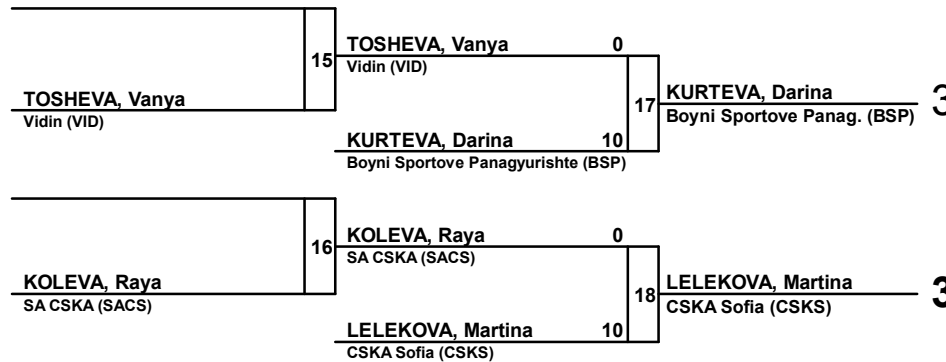 15
TOSHEVA, Vanya 0
Vidin (VID)
TOSHEVA, Vanya
Vidin (VID)
17
KURTEVA, Darina
Boyni Sportove Panag. (BSP)
3
KURTEVA, Darina 10
Boyni Sportove Panagyurishte (BSP)
16
KOLEVA, Raya 0
SA CSKA (SACS)
KOLEVA, Raya
SA CSKA (SACS)
18
LELEKOVA, Martina
CSKA Sofia (CSKS)
3
LELEKOVA, Martina 10
CSKA Sofia (CSKS)